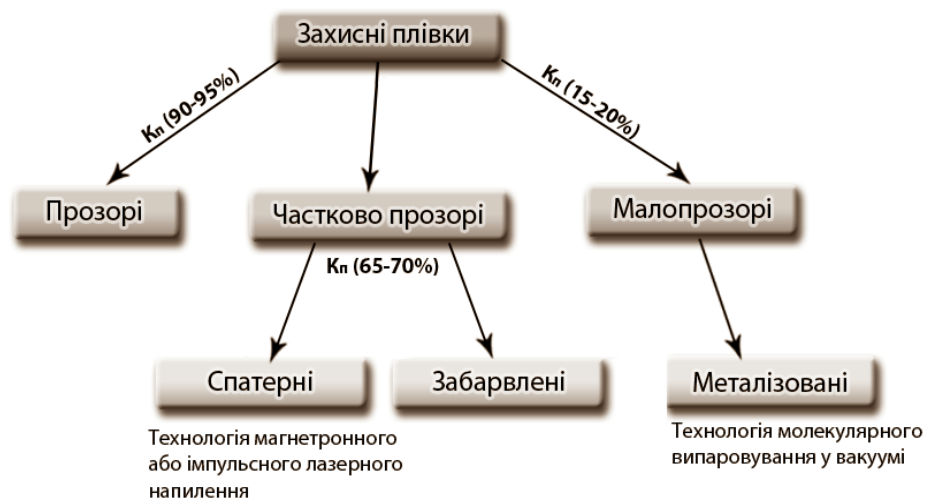 Захисні плівки
Кп (90-95%)
Кп (15-20%)
Прозорі
Частково прозорі
Малопрозорі
Кп (65-70%)
Спатерні
Забарвлені
Металізовані
Технологія магнетронного
або імпульсного лазерного
напилення
Технологія молекулярного
випаровування у вакуумі